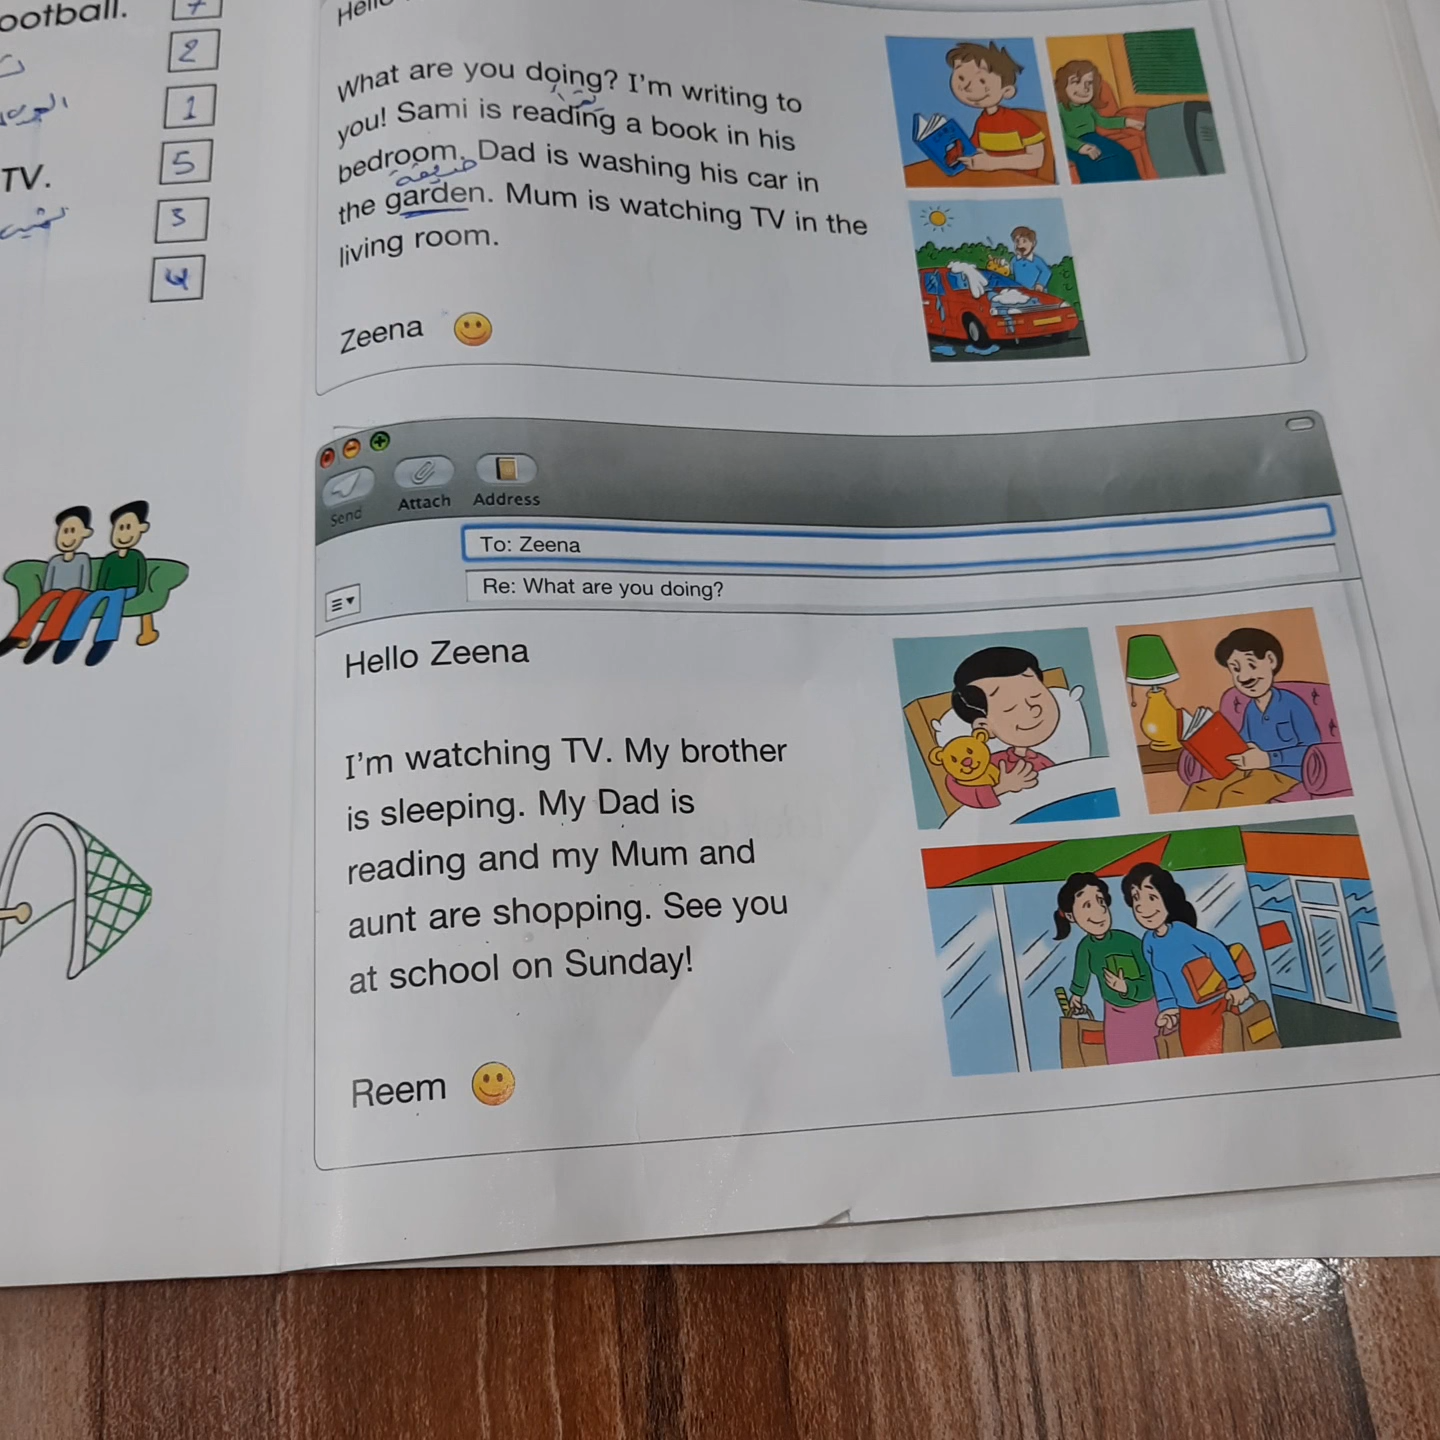 ootball.
7
2
1
TV.
5
3
4
What are you doing? I'm writing to
you! Sami is reading a book in his
bedroom. Dad is washing his car in
the garden. Mum is watching TV in the
living room.
Zeena
Send
Attach
Address
To: Zeena
Re: What are you doing?
Hello Zeena
I'm watching TV. My brother
is sleeping. My Dad is
reading and my Mum and
aunt are shopping. See you
at school on Sunday!
Reem